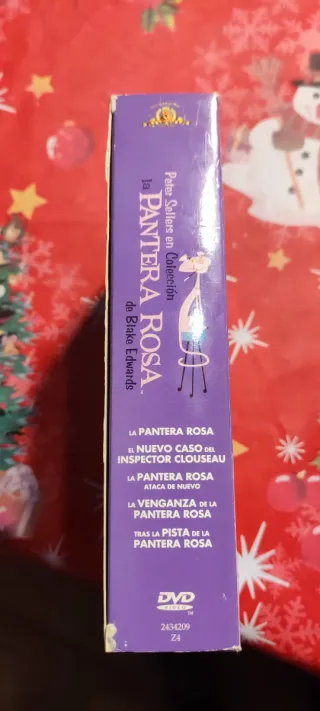 Peter Sellers en Colección
la PANTERA ROSA™
de Blake Edwards
LA PANTERA ROSA
EL NUEVO CASO DEL
INSPECTOR CLOUSEAU
LA PANTERA ROSA
ATACA DE NUEVO
LA VENGANZA DE LA
PANTERA ROSA
TRAS LA PISTA DE LA
PANTERA ROSA
DVD
VIDEO™
2434209
Z4